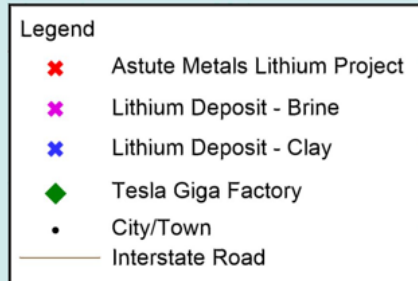 Legend
Astute Metals Lithium Project
Lithium Deposit - Brine
Lithium Deposit - Clay
Tesla Giga Factory
City/Town
Interstate Road